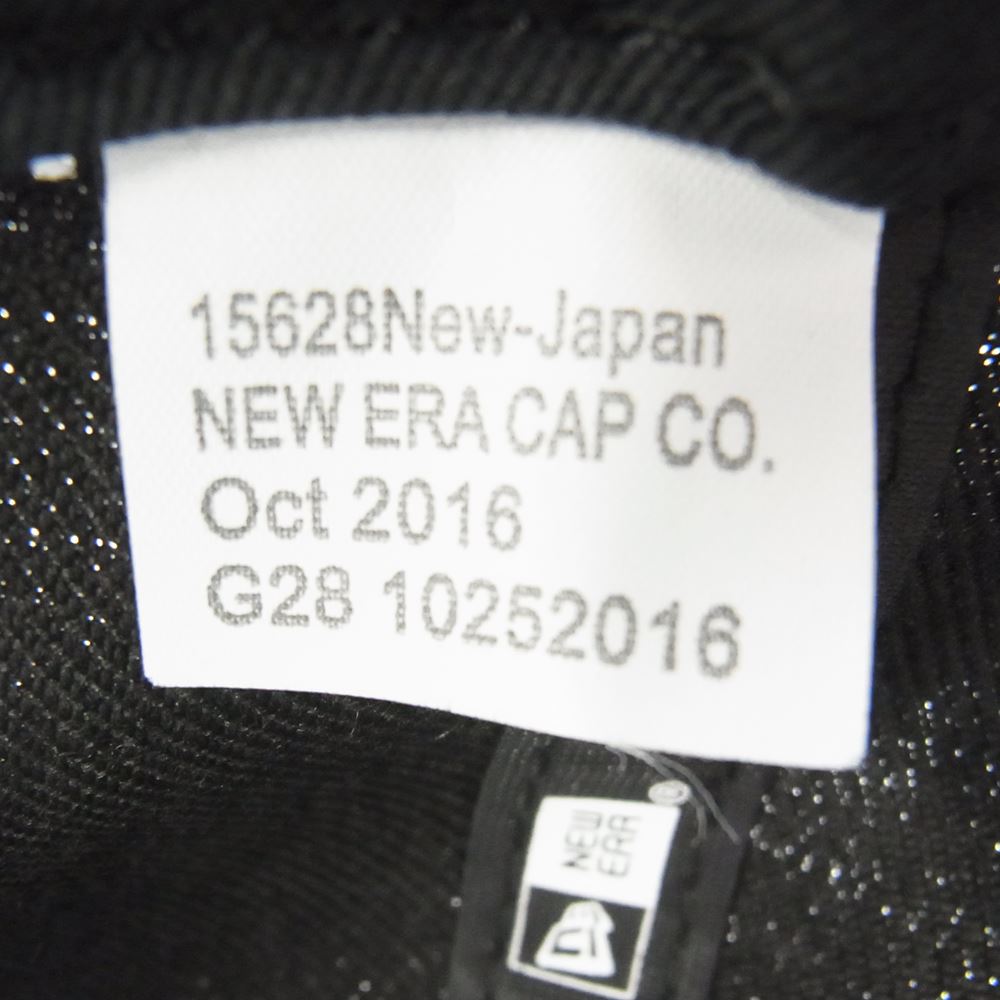 15628New-Japan
NEW ERA CAP CO.
Oct 2016
G28 10252016
®
NEW
ERA